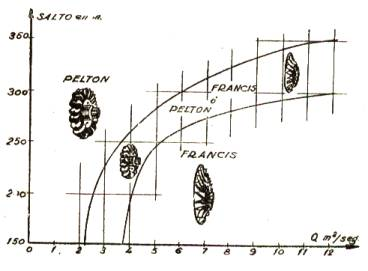 SALTO en m.
350
PELTON
300
FRANCIS
ó
PELTON
250
FRANCIS
210
Q m³/seg.
150
0 1 2 3 4 5 6 7 8 9 10 11 12